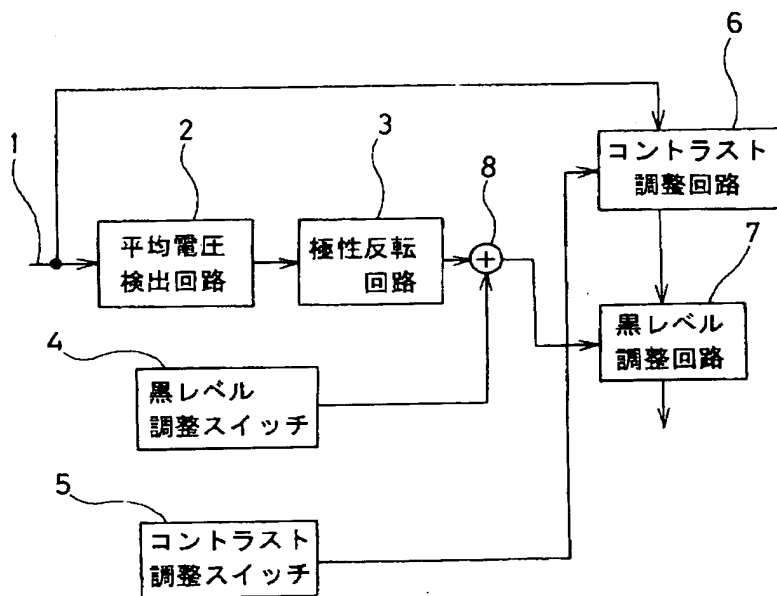 6
コントラスト
調整回路
1
2
平均電圧
検出回路
3
極性反転
回路
8
+
7
黒レベル
調整回路
4
黒レベル
調整スイッチ
5
コントラスト
調整スイッチ